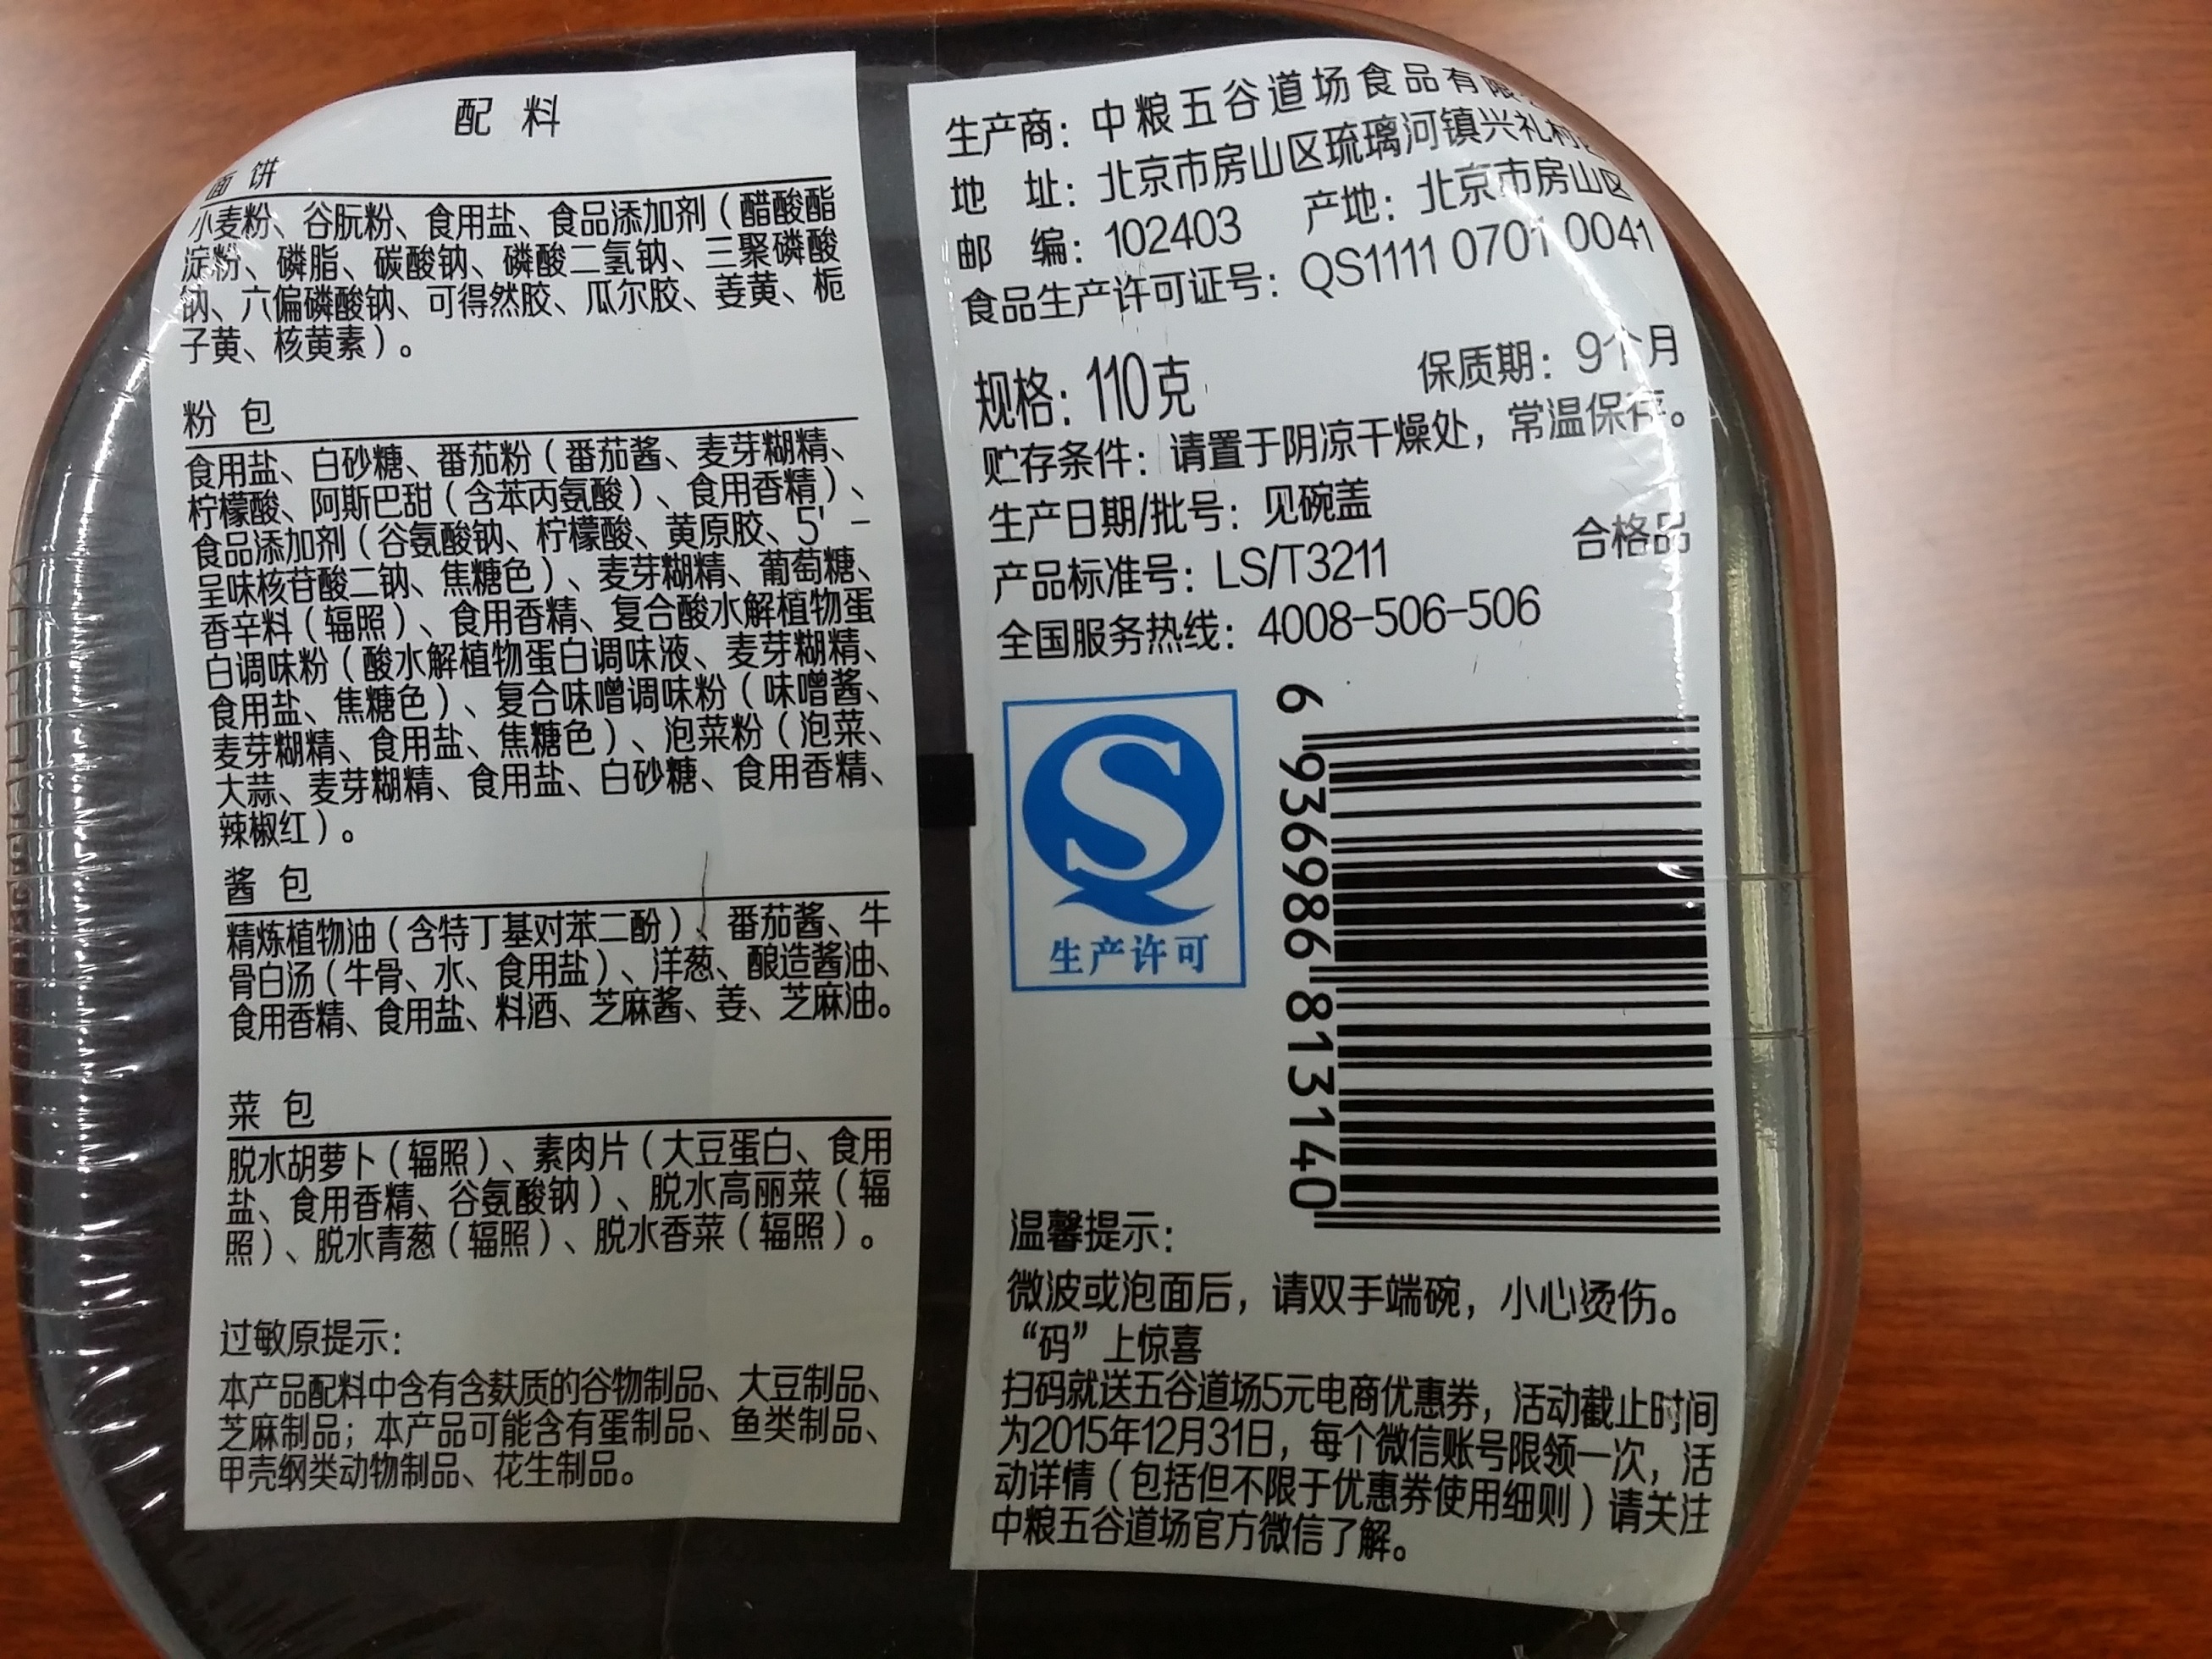 配 料
面 饼
小麦粉、谷朊粉、食用盐、食品添加剂（醋酸酯
淀粉、磷脂、碳酸钠、磷酸二氢钠、三聚磷酸
钠、六偏磷酸钠、可得然胶、瓜尔胶、姜黄、栀
子黄、核黄素）。
粉 包
食用盐、白砂糖、番茄粉（番茄酱、麦芽糊精、
柠檬酸、阿斯巴甜（含苯丙氨酸）、食用香精）、
食品添加剂（谷氨酸钠、柠檬酸、黄原胶、5'－
呈味核苷酸二钠、焦糖色）、麦芽糊精、葡萄糖、
香辛料（辐照）、食用香精、复合酸水解植物蛋
白调味粉（酸水解植物蛋白调味液、麦芽糊精、
食用盐、焦糖色）、复合味噌调味粉（味噌酱、
麦芽糊精、食用盐、焦糖色）、泡菜粉（泡菜、
大蒜、麦芽糊精、食用盐、白砂糖、食用香精、
辣椒红）。
酱 包
精炼植物油（含特丁基对苯二酚）、番茄酱、牛
骨白汤（牛骨、水、食用盐）、洋葱、酿造酱油、
食用香精、食用盐、料酒、芝麻酱、姜、芝麻油。
菜 包
脱水胡萝卜（辐照）、素肉片（大豆蛋白、食用
盐、食用香精、谷氨酸钠）、脱水高丽菜（辐
照）、脱水青葱（辐照）、脱水香菜（辐照）。
过敏原提示：
本产品配料中含有含麸质的谷物制品、大豆制品、
芝麻制品；本产品可能含有蛋制品、鱼类制品、
甲壳纲类动物制品、花生制品。
生产商：中粮五谷道场食品有限
地 址：北京市房山区琉璃河镇兴礼村
邮 编：102403 产地：北京市房山区
食品生产许可证号：QS1111 0701 0041
规格：110克 保质期：9个月
贮存条件：请置于阴凉干燥处，常温保存。
生产日期/批号：见碗盖
产品标准号：LS/T3211 合格品
全国服务热线：4008-506-506
生产许可
6 936986 813140
温馨提示：
微波或泡面后，请双手端碗，小心烫伤。
“码”上惊喜
扫码就送五谷道场5元电商优惠券，活动截止时间
为2015年12月31日，每个微信账号限领一次，活
动详情（包括但不限于优惠券使用细则）请关注
中粮五谷道场官方微信了解。